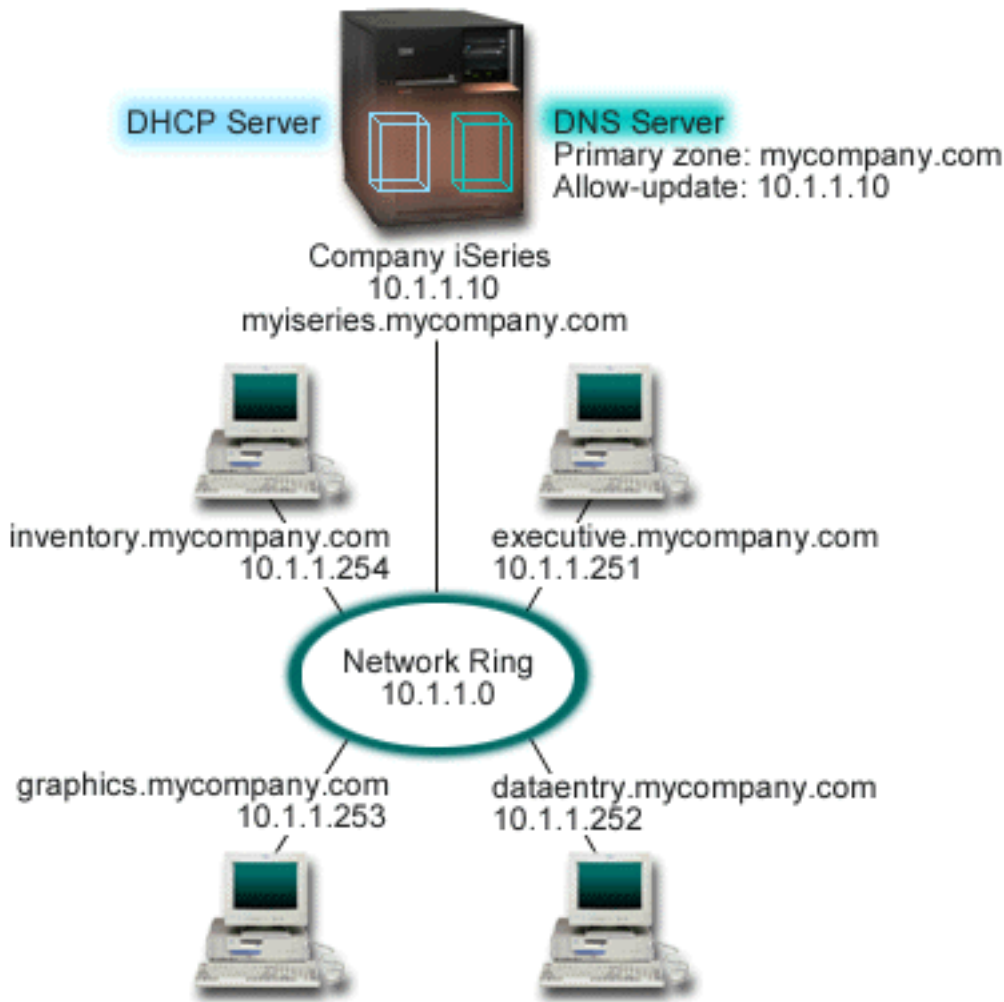 DHCP Server
DNS Server
Primary zone: mycompany.com
Allow-update: 10.1.1.10
Company iSeries
10.1.1.10
myiseries.mycompany.com
inventory.mycompany.com
10.1.1.254
executive.mycompany.com
10.1.1.251
Network Ring
10.1.1.0
graphics.mycompany.com
10.1.1.253
dataentry.mycompany.com
10.1.1.252